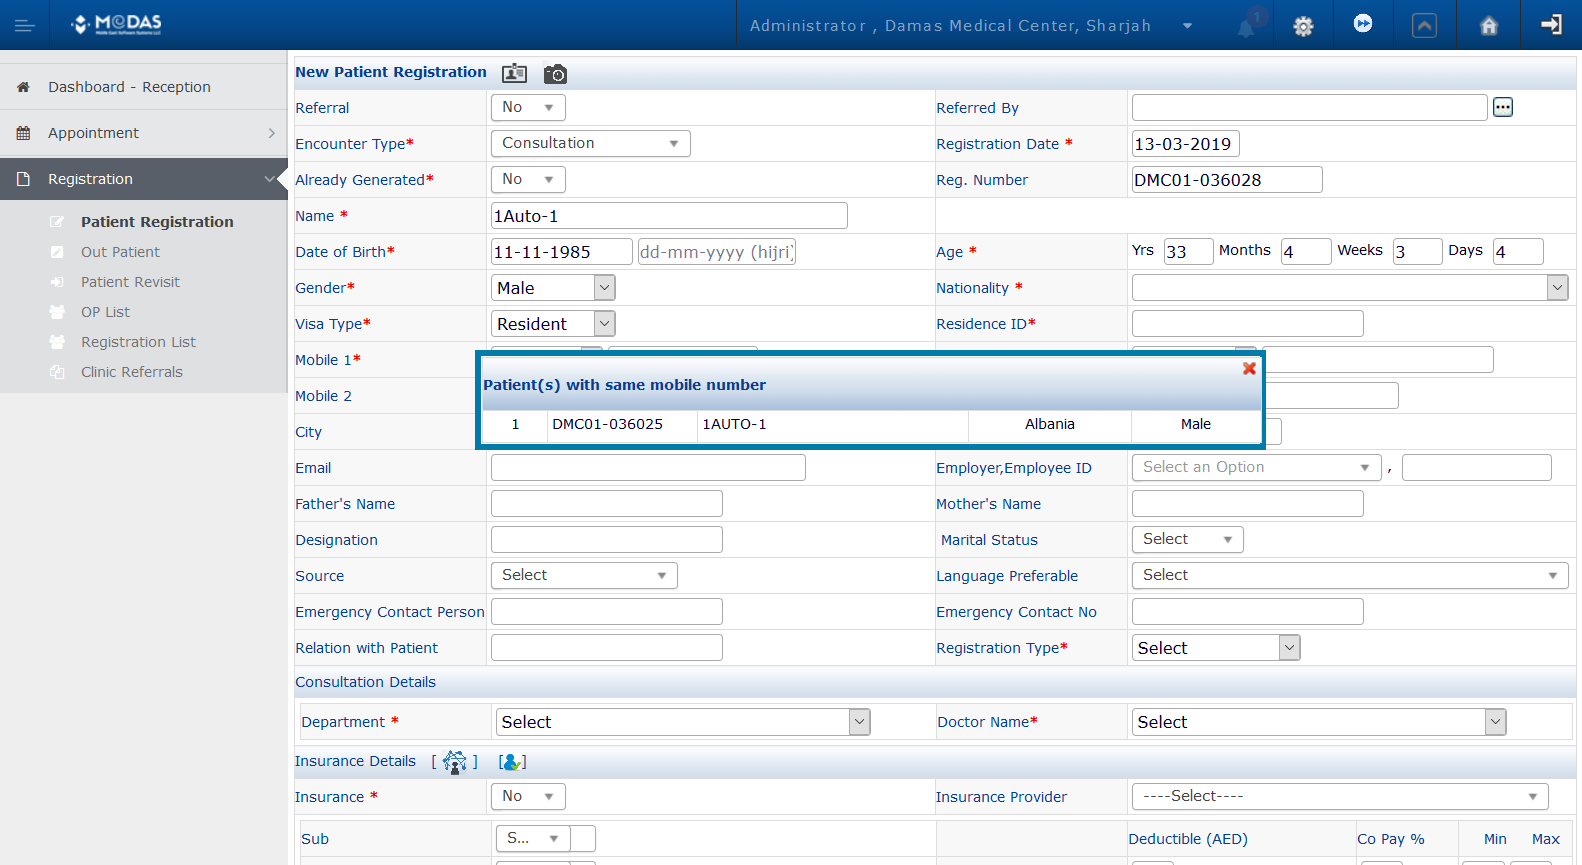 MEDAS
Middle East Software Systems LLC
Administrator , Damas Medical Center, Sharjah
1
Dashboard - Reception
Appointment
Registration
Patient Registration
Out Patient
Patient Revisit
OP List
Registration List
Clinic Referrals
New Patient Registration
Referral No Referred By
Encounter Type* Consultation Registration Date * 13-03-2019
Already Generated* No Reg. Number DMC01-036028
Name * 1Auto-1
Date of Birth* 11-11-1985 dd-mm-yyyy (hijri) Age * Yrs 33 Months 4 Weeks 3 Days 4
Gender* Male Nationality *
Visa Type* Resident Residence ID*
Mobile 1*
Patient(s) with same mobile number
Mobile 2
1 DMC01-036025 1AUTO-1 Albania Male
City
Email Employer,Employee ID Select an Option ,
Father's Name Mother's Name
Designation Marital Status Select
Source Select Language Preferable Select
Emergency Contact Person Emergency Contact No
Relation with Patient Registration Type* Select
Consultation Details
Department * Select Doctor Name* Select
Insurance Details [ ] [ ]
Insurance * No Insurance Provider ----Select----
Sub S... Deductible (AED) Co Pay % Min Max